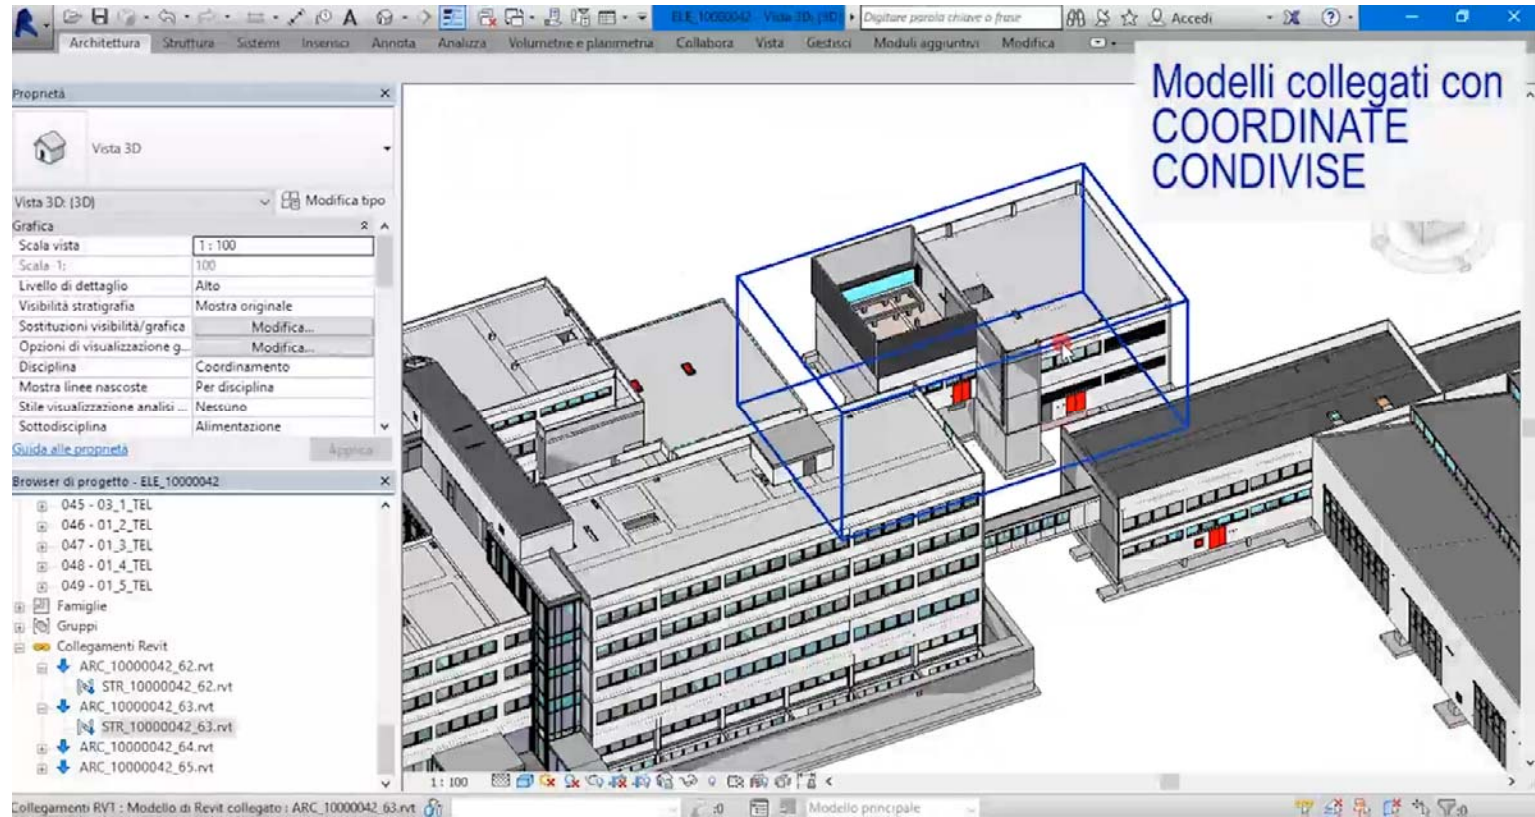 ELE_10000042 - Vista 3D: {3D}
Digitare parola chiave o frase
Accedi
Architettura Struttura Sistemi Inserisci Annota Analizza Volumetrie e planimetria Collabora Vista Gestisci Moduli aggiuntivi Modifica
Modelli collegati con
COORDINATE
CONDIVISE
Proprietà
Vista 3D
Vista 3D: {3D}
Modifica tipo
Grafica
Scala vista 1 : 100
Scala 1: 100
Livello di dettaglio Alto
Visibilità stratigrafia Mostra originale
Sostituzioni visibilità/grafica Modifica...
Opzioni di visualizzazione g... Modifica...
Disciplina Coordinamento
Mostra linee nascoste Per disciplina
Stile visualizzazione analisi ... Nessuno
Sottodisciplina Alimentazione
Guida alle proprietà Applica
Browser di progetto - ELE_10000042
045 - 03_1_TEL
046 - 01_2_TEL
047 - 01_3_TEL
048 - 01_4_TEL
049 - 01_5_TEL
Famiglie
Gruppi
Collegamenti Revit
ARC_10000042_62.rvt
STR_10000042_62.rvt
ARC_10000042_63.rvt
STR_10000042_63.rvt
ARC_10000042_64.rvt
ARC_10000042_65.rvt
1 : 100
Collegamenti RVT : Modello di Revit collegato : ARC_10000042_63.rvt
:0
Modello principale
:0